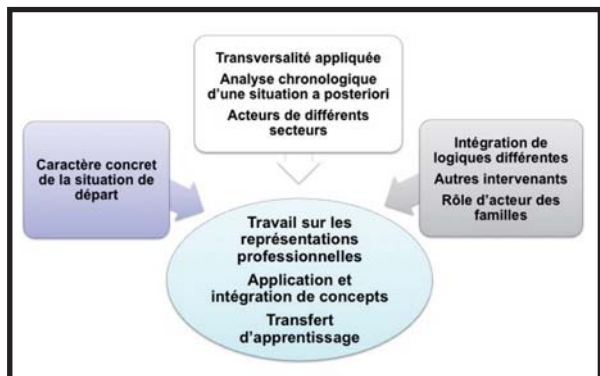 Transversalité appliquée
Analyse chronologique
d'une situation a posteriori
Acteurs de différents
secteurs
Caractère concret
de la situation de
départ
Intégration de
logiques différentes
Autres intervenants
Rôle d'acteur des
familles
Travail sur les
représentations
professionnelles
Application et
intégration de concepts
Transfert
d'apprentissage